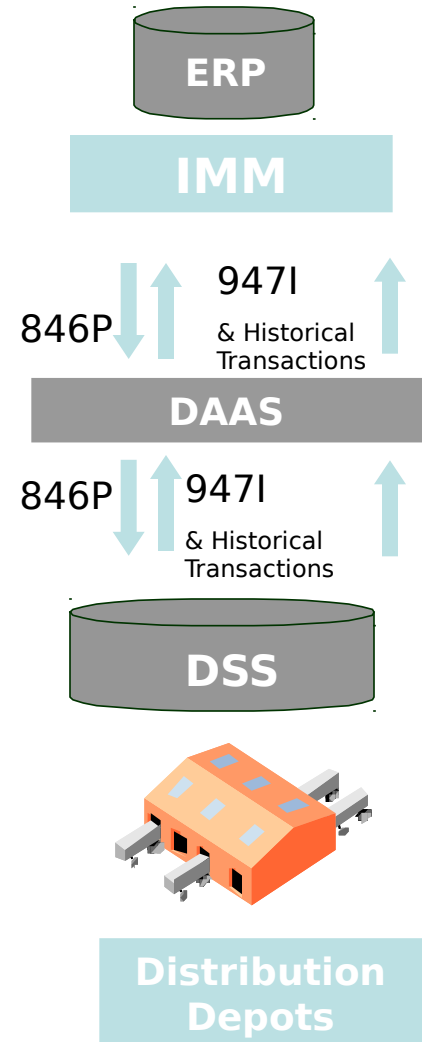 ERP
IMM
947I
846P
& Historical
Transactions
DAAS
846P
947I
& Historical
Transactions
DSS
Distribution
Depots